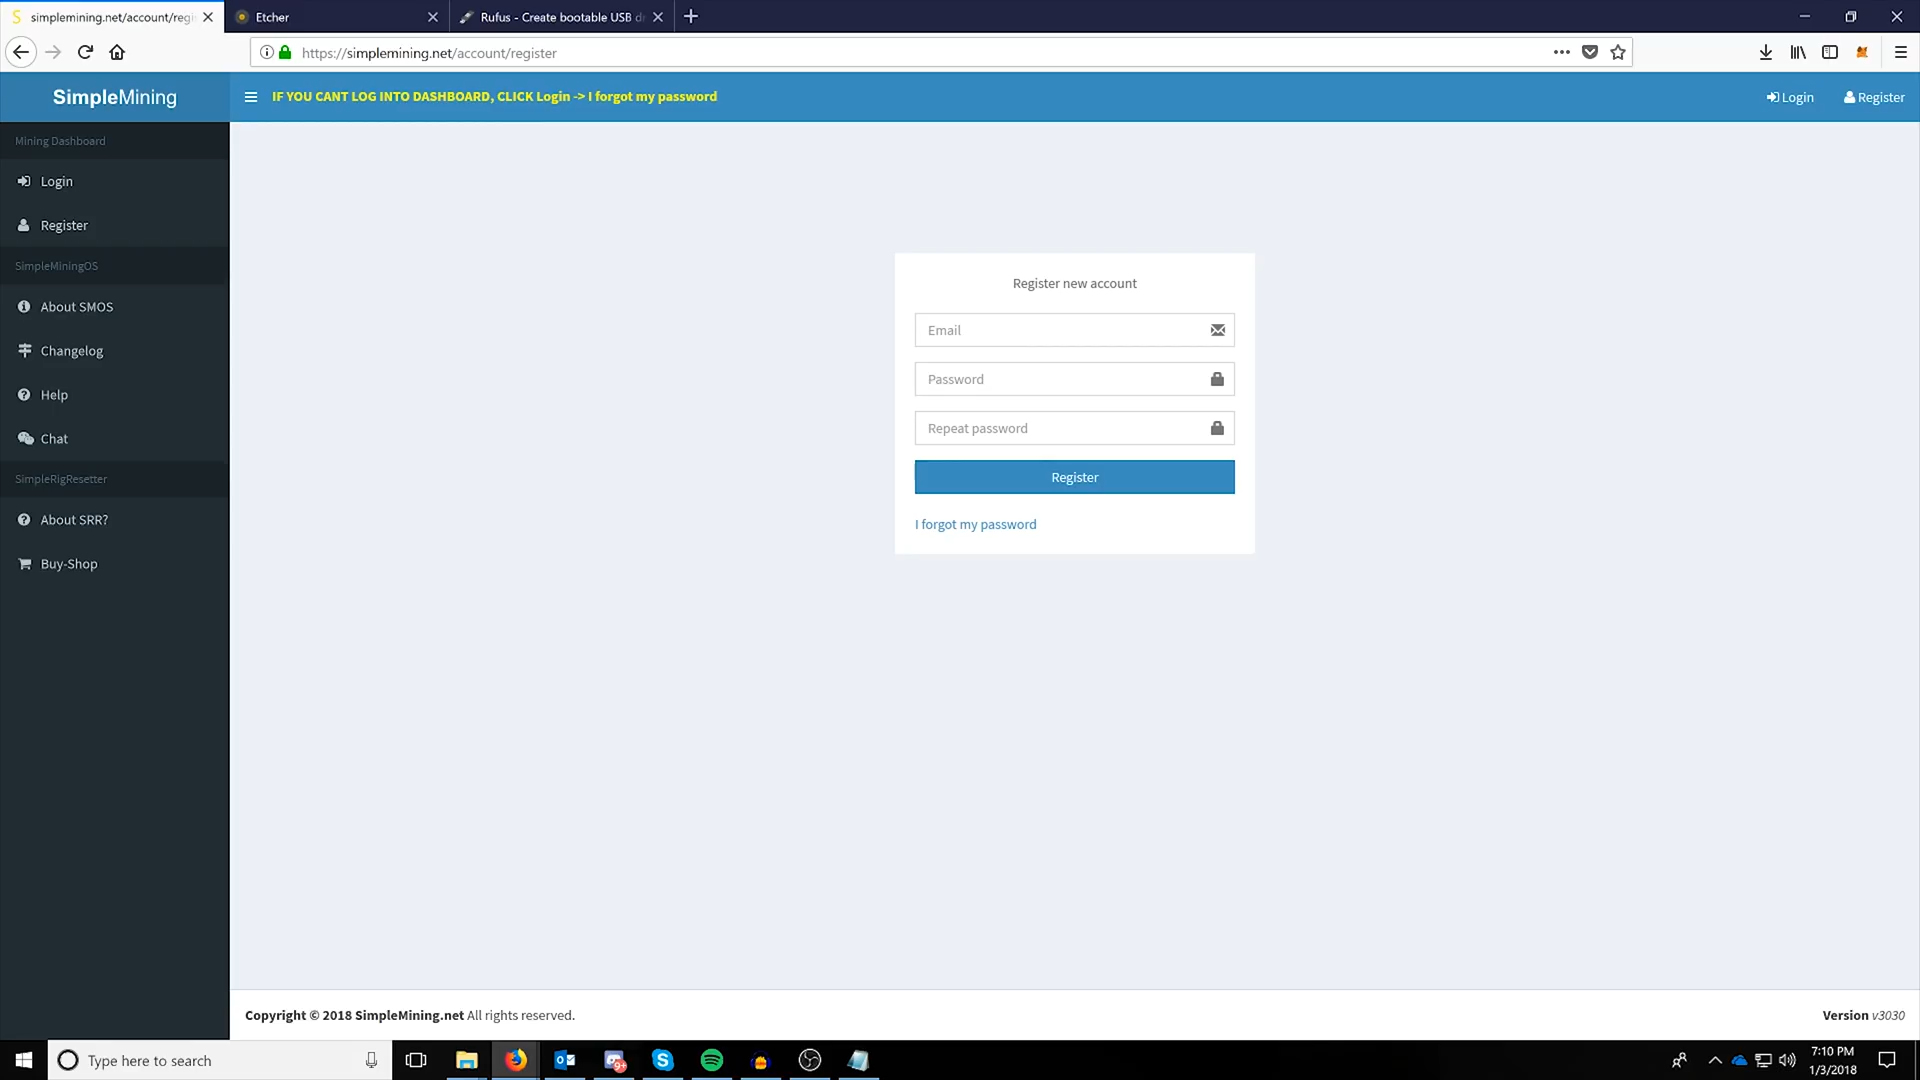 simplemining.net/account/regi
Etcher
Rufus - Create bootable USB d
https://simplemining.net/account/register
SimpleMining
IF YOU CANT LOG INTO DASHBOARD, CLICK Login -> I forgot my password
Login
Register
Mining Dashboard
Login
Register
SimpleMiningOS
About SMOS
Changelog
Help
Chat
SimpleRigResetter
About SRR?
Buy-Shop
Register new account
Email
Password
Repeat password
Register
I forgot my password
Copyright © 2018 SimpleMining.net All rights reserved.
Version v3030
Type here to search
9+
7:10 PM
1/3/2018